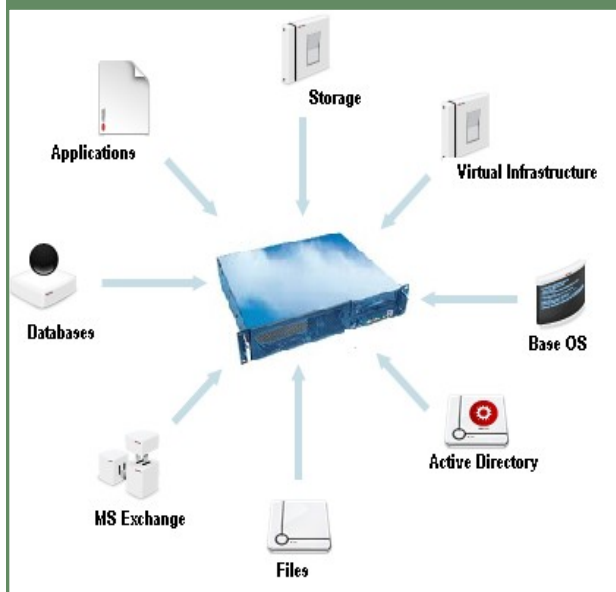 Storage
Applications
Virtual Infrastructure
Databases
Base OS
Active Directory
MS Exchange
Files